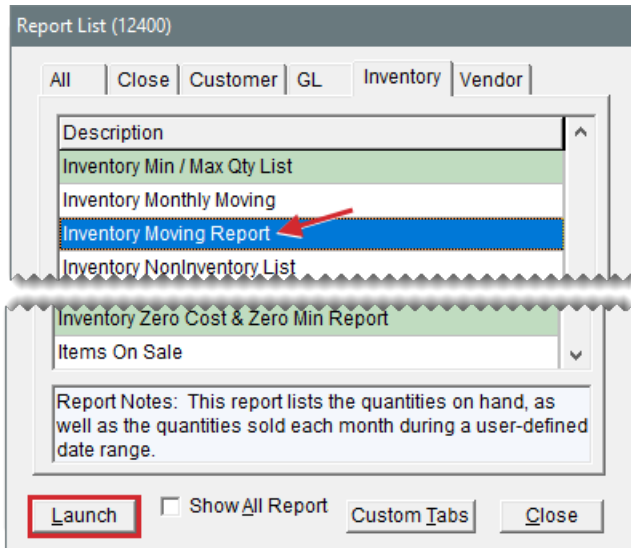 Report List (12400)
All Close Customer GL Inventory Vendor
Description
Inventory Min / Max Qty List
Inventory Monthly Moving
Inventory Moving Report
Inventory NonInventory List
Inventory Zero Cost & Zero Min Report
Items On Sale
Report Notes: This report lists the quantities on hand, as
well as the quantities sold each month during a user-defined
date range.
Launch Show All Report Custom Tabs Close